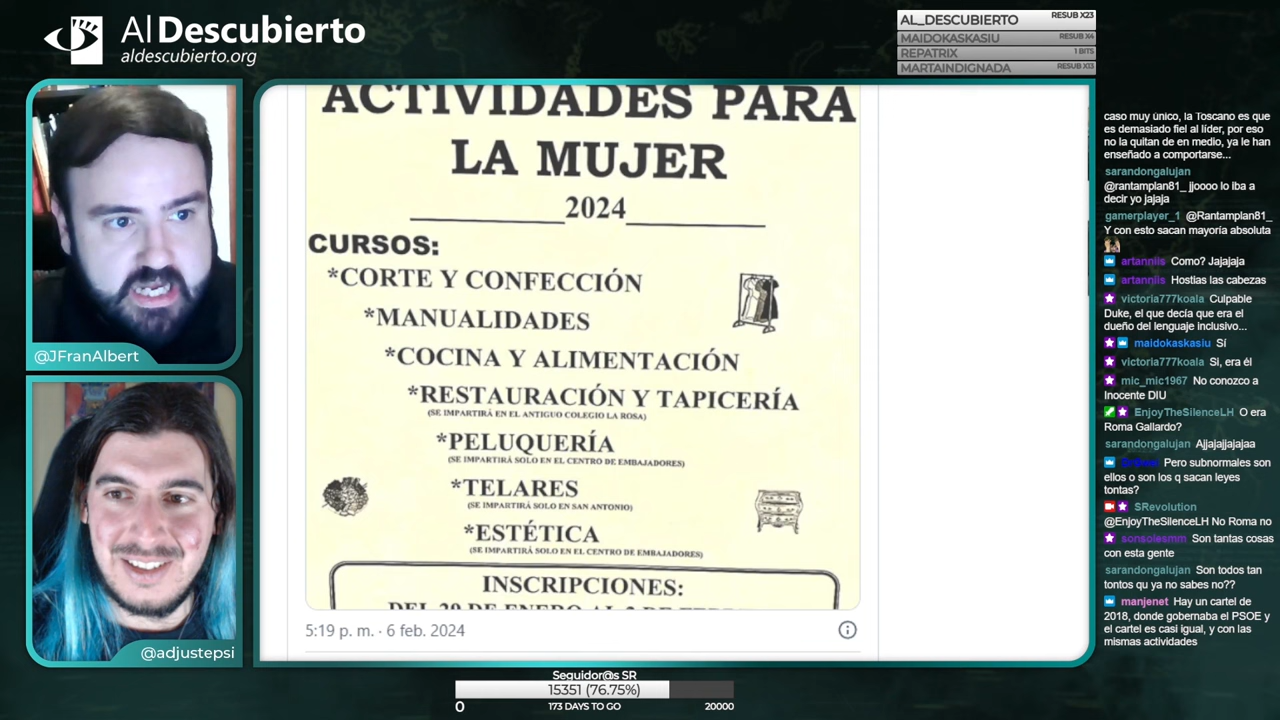 Al Descubierto
aldescubierto.org
AL_DESCUBIERTO RESUB X23
MAIDOKASKASIU RESUB X4
REPATRIX 1 BITS
MARTAINDIGNADA RESUB X13
@JFranAlbert
@adjustepsi
ACTIVIDADES PARA
LA MUJER
2024
CURSOS:
*CORTE Y CONFECCIÓN
*MANUALIDADES
*COCINA Y ALIMENTACIÓN
*RESTAURACIÓN Y TAPICERÍA
(SE IMPARTIRÁ EN EL ANTIGUO COLEGIO LA ROSA)
*PELUQUERÍA
(SE IMPARTIRÁ SOLO EN EL CENTRO DE EMBAJADORES)
*TELARES
(SE IMPARTIRÁ SOLO EN SAN ANTONIO)
*ESTÉTICA
(SE IMPARTIRÁ SOLO EN EL CENTRO DE EMBAJADORES)
INSCRIPCIONES:
DEL 29 DE ENERO AL 2 DE
5:19 p. m. · 6 feb. 2024
caso muy único, la Toscano es que
es demasiado fiel al líder, por eso
no la quitan de en medio, ya le han
enseñado a comportarse...
sarandongalujan
@rantamplan81_ jjoooo lo iba a
decir yo jajaja
gamerplayer_1 @Rantamplan81_
Y con esto sacan mayoría absoluta
artanniis Como? Jajajaja
artanniis Hostias las cabezas
victoria777koala Culpable
Duke, el que decía que era el
dueño del lenguaje inclusivo...
maidokaskasiu Sí
victoria777koala Si, era él
mic_mic1967 No conozco a
Inocente DIU
EnjoyTheSilenceLH O era
Roma Gallardo?
sarandongalujan Ajjajajjajajaa
Pero subnormales son
ellos o son los q sacan leyes
tontas?
SRevolution
@EnjoyTheSilenceLH No Roma no
sonsolesmm Son tantas cosas
con esta gente
sarandongalujan Son todos tan
tontos qu ya no sabes no??
manjenet Hay un cartel de
2018, donde gobernaba el PSOE y
el cartel es casi igual, y con las
mismas actividades
Seguidor@s SR
15351 (76.75%)
0 173 DAYS TO GO 20000